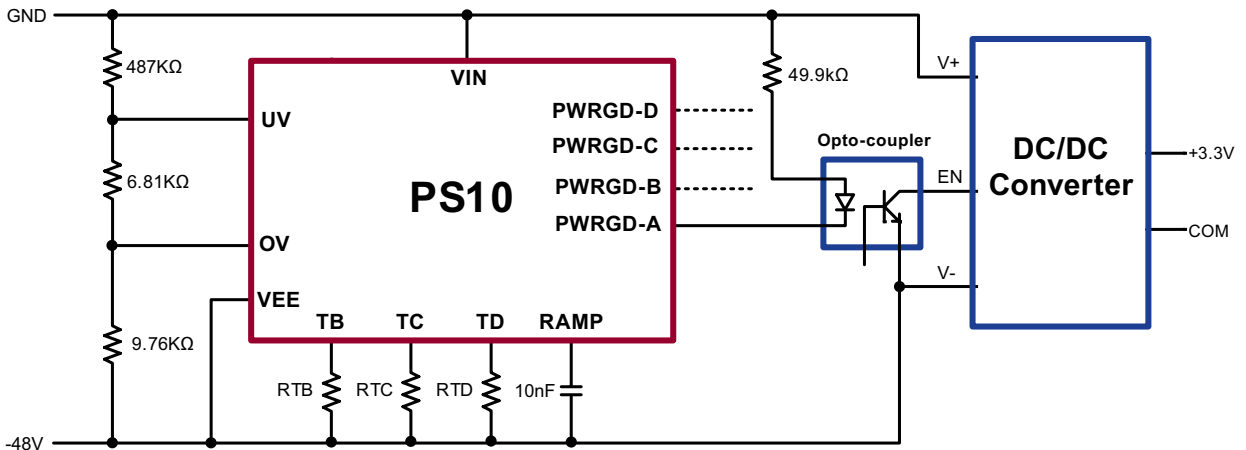 GND
487KΩ
VIN
49.9kΩ
V+
UV
PWRGD-D
Opto-coupler
DC/DC
Converter
PWRGD-C
+3.3V
6.81KΩ
PS10
PWRGD-B
EN
PWRGD-A
OV
COM
VEE
V-
9.76KΩ
TB
TC
TD
RAMP
RTB
RTC
RTD
10nF
-48V